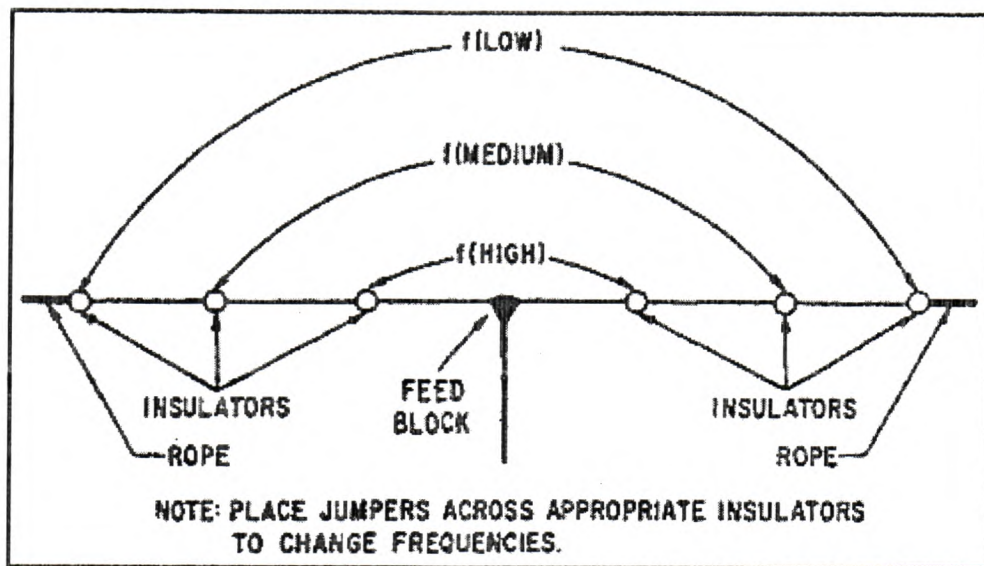 f(LOW)
f(MEDIUM)
f(HIGH)
INSULATORS
FEED
BLOCK
INSULATORS
ROPE
ROPE
NOTE: PLACE JUMPERS ACROSS APPROPRIATE INSULATORS
TO CHANGE FREQUENCIES.